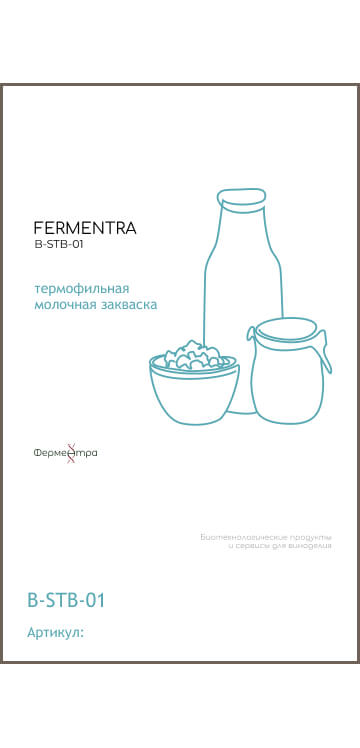 FERMENTRA
B-STB-01
термофильная
молочная закваска
Ферментра
Биотехнологические продукты
и сервисы для виноделия
B-STB-01
Артикул: